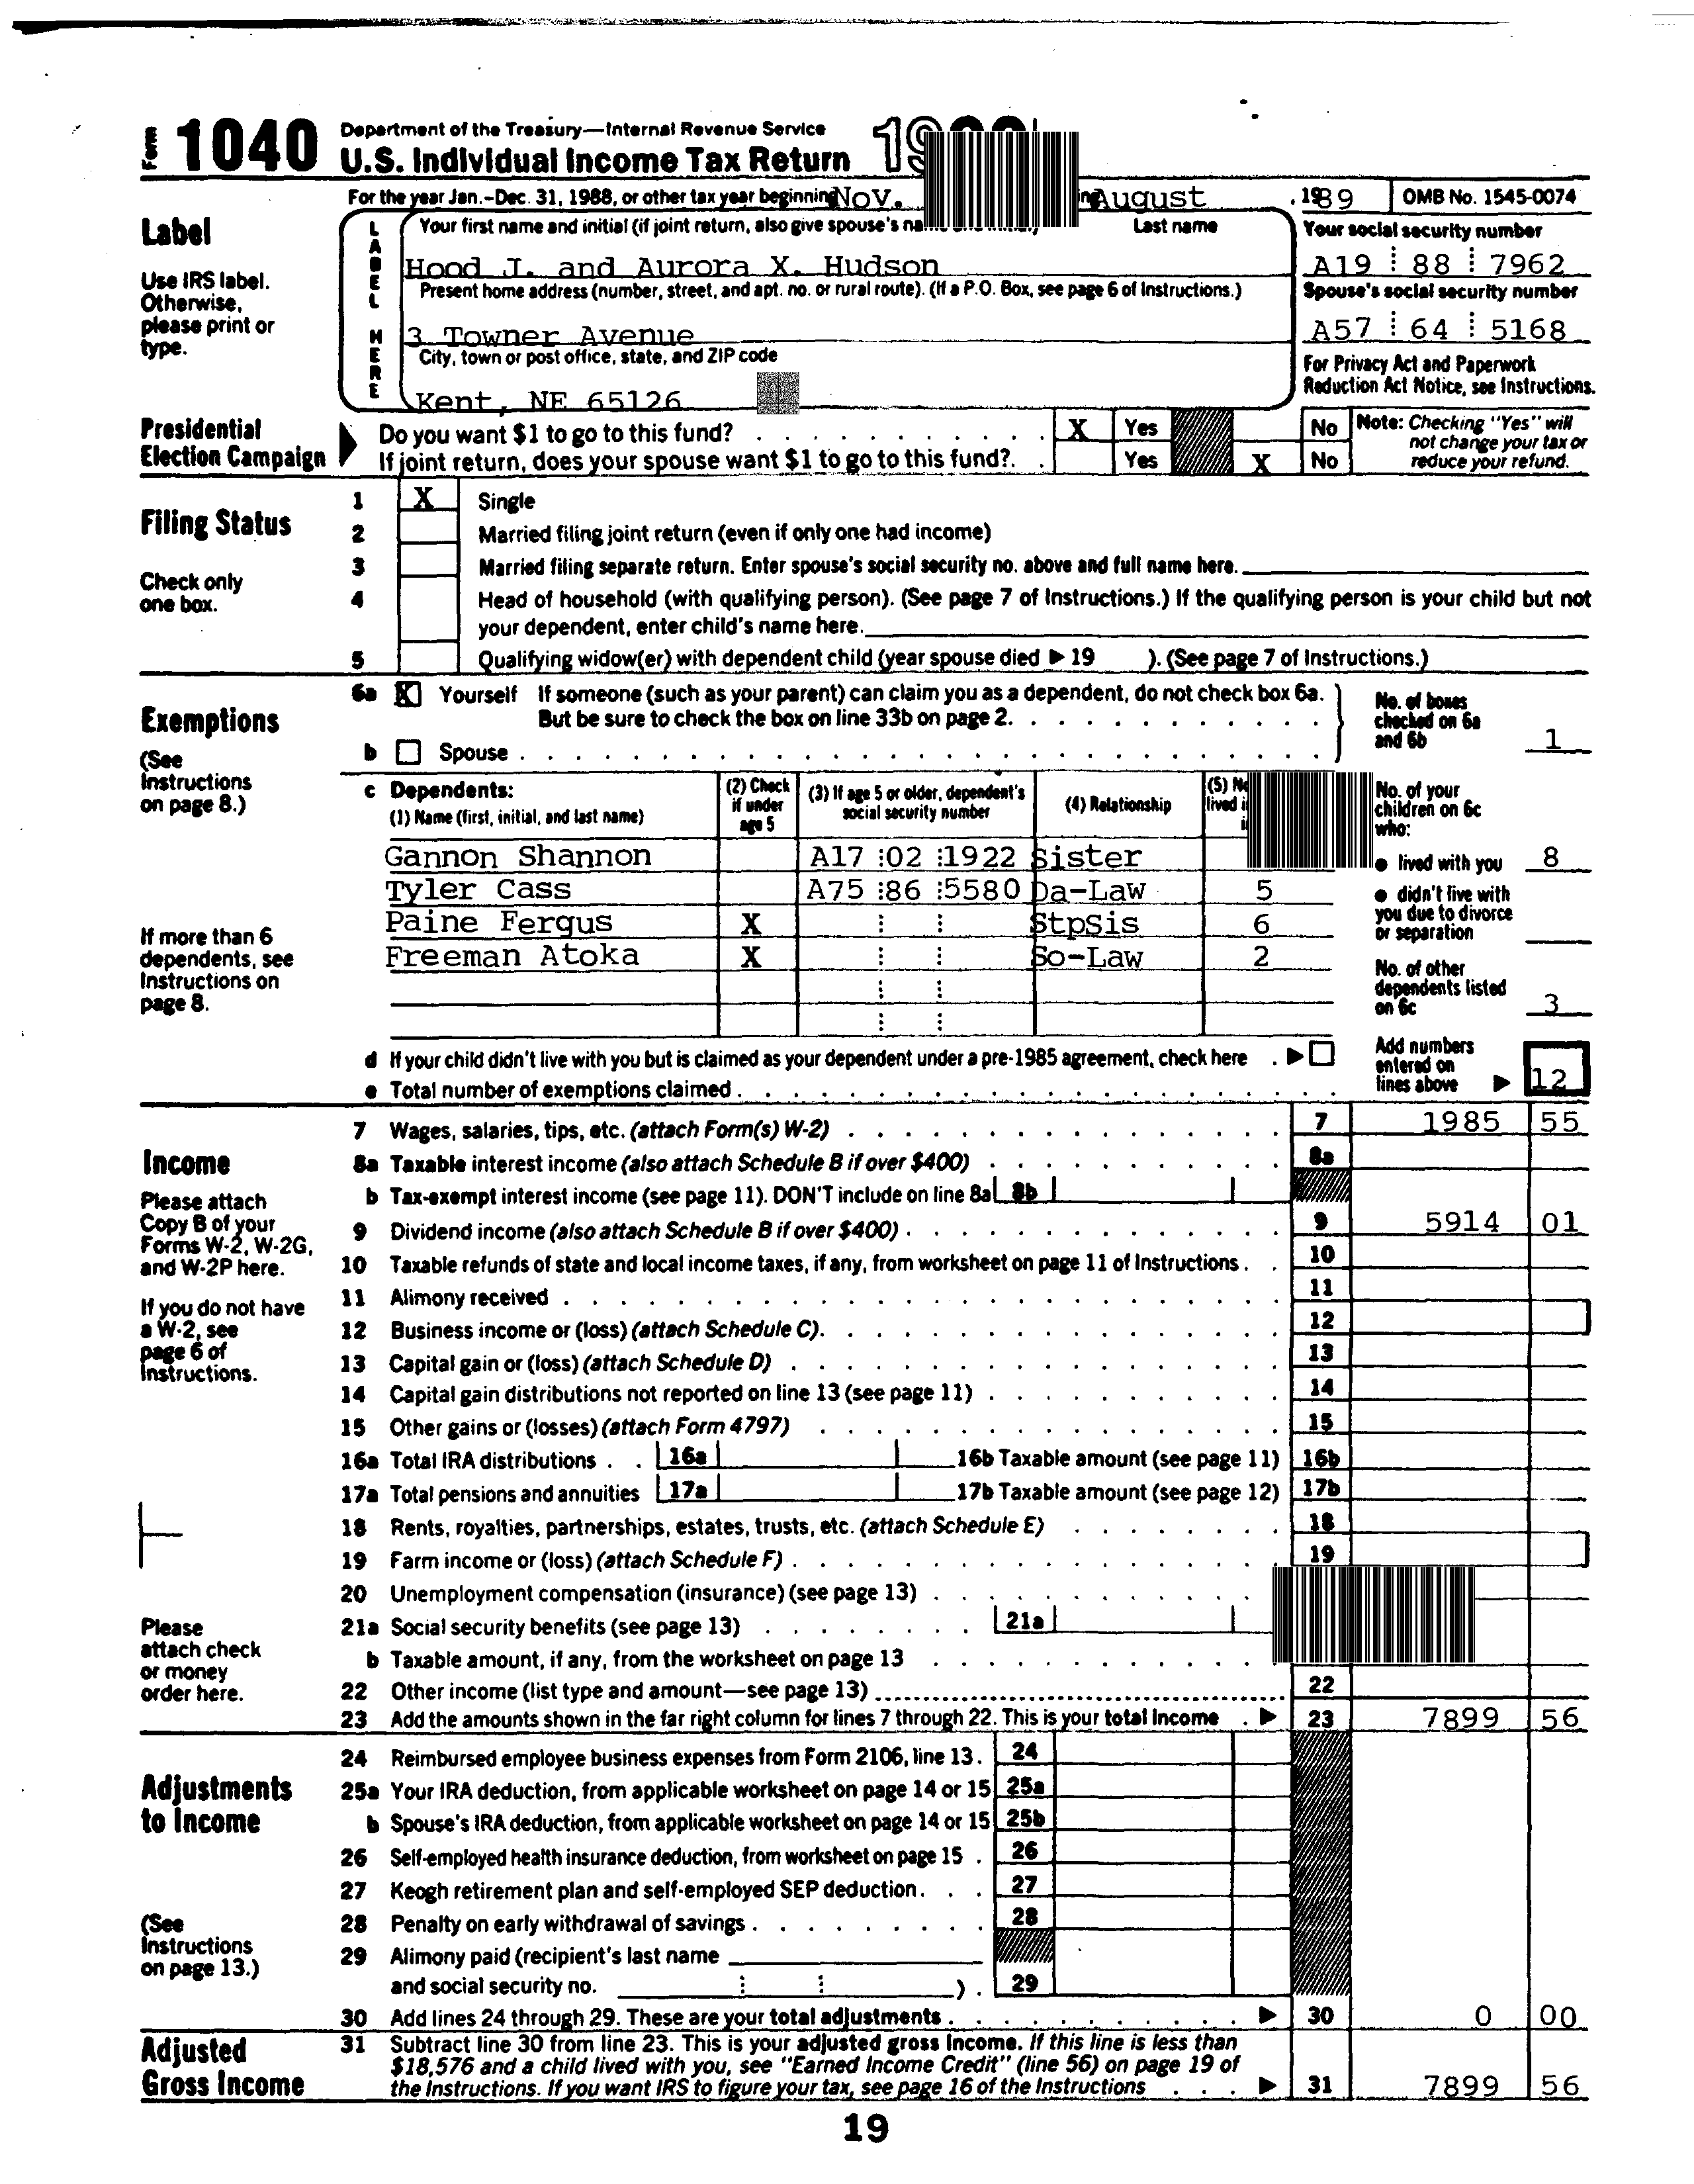 Form 1040 Department of the Treasury—Internal Revenue Service
U.S. Individual Income Tax Return
For the year Jan.-Dec. 31, 1988, or other tax year beginning Nov. August , 1989 OMB No. 1545-0074
Label
Use IRS label. Otherwise, please print or type.
LABEL HERE
Your first name and initial (if joint return, also give spouse's Last name
Hood J. and Aurora X. Hudson
Your social security number
A19 88 7962
Present home address (number, street, and apt. no. or rural route). (If a P.O. Box, see page 6 of Instructions.)
3 Towner Avenue
Spouse's social security number
A57 64 5168
City, town or post office, state, and ZIP code
Kent, NE 65126
For Privacy Act and Paperwork Reduction Act Notice, see Instructions.
Presidential Election Campaign
Do you want $1 to go to this fund? X Yes No
If joint return, does your spouse want $1 to go to this fund? Yes X No
Note: Checking "Yes" will not change your tax or reduce your refund.
Filing Status
Check only one box.
1 X Single
2 Married filing joint return (even if only one had income)
3 Married filing separate return. Enter spouse's social security no. above and full name here.
4 Head of household (with qualifying person). (See page 7 of Instructions.) If the qualifying person is your child but not
your dependent, enter child's name here.
5 Qualifying widow(er) with dependent child (year spouse died ▶ 19 ). (See page 7 of Instructions.)
Exemptions
(See Instructions on page 8.)
6a X Yourself If someone (such as your parent) can claim you as a dependent, do not check box 6a.
But be sure to check the box on line 33b on page 2.
b Spouse
No. of boxes checked on 6a and 6b 1
c Dependents:
(1) Name (first, initial, and last name)
(2) Check if under age 5
(3) If age 5 or older, dependent's social security number
(4) Relationship
(5)
lived
Gannon Shannon A17 02 1922 Sister
Tyler Cass A75 86 5580 Da-Law 5
Paine Fergus X StpSis 6
Freeman Atoka X So-Law 2
If more than 6 dependents, see Instructions on page 8.
No. of your children on 6c who:
● lived with you 8
● didn't live with you due to divorce or separation
No. of other dependents listed on 6c 3
d If your child didn't live with you but is claimed as your dependent under a pre-1985 agreement, check here ▶
e Total number of exemptions claimed
Add numbers entered on lines above ▶ 12
Income
Please attach Copy B of your Forms W-2, W-2G, and W-2P here.
If you do not have a W-2, see page 6 of Instructions.
Please attach check or money order here.
7 Wages, salaries, tips, etc. (attach Form(s) W-2) 7 1985 55
8a Taxable interest income (also attach Schedule B if over $400) 8a
b Tax-exempt interest income (see page 11). DON'T include on line 8a 8b
9 Dividend income (also attach Schedule B if over $400) 9 5914 01
10 Taxable refunds of state and local income taxes, if any, from worksheet on page 11 of Instructions 10
11 Alimony received 11
12 Business income or (loss) (attach Schedule C) 12
13 Capital gain or (loss) (attach Schedule D) 13
14 Capital gain distributions not reported on line 13 (see page 11) 14
15 Other gains or (losses) (attach Form 4797) 15
16a Total IRA distributions 16a 16b Taxable amount (see page 11) 16b
17a Total pensions and annuities 17a 17b Taxable amount (see page 12) 17b
18 Rents, royalties, partnerships, estates, trusts, etc. (attach Schedule E) 18
19 Farm income or (loss) (attach Schedule F) 19
20 Unemployment compensation (insurance) (see page 13)
21a Social security benefits (see page 13) 21a
b Taxable amount, if any, from the worksheet on page 13
22 Other income (list type and amount—see page 13) 22
23 Add the amounts shown in the far right column for lines 7 through 22. This is your total income ▶ 23 7899 56
Adjustments to Income
(See Instructions on page 13.)
24 Reimbursed employee business expenses from Form 2106, line 13. 24
25a Your IRA deduction, from applicable worksheet on page 14 or 15 25a
b Spouse's IRA deduction, from applicable worksheet on page 14 or 15 25b
26 Self-employed health insurance deduction, from worksheet on page 15 26
27 Keogh retirement plan and self-employed SEP deduction 27
28 Penalty on early withdrawal of savings 28
29 Alimony paid (recipient's last name
and social security no. ) 29
30 Add lines 24 through 29. These are your total adjustments ▶ 30 0 00
Adjusted Gross Income
31 Subtract line 30 from line 23. This is your adjusted gross income. If this line is less than
$18,576 and a child lived with you, see "Earned Income Credit" (line 56) on page 19 of
the Instructions. If you want IRS to figure your tax, see page 16 of the Instructions ▶ 31 7899 56
19